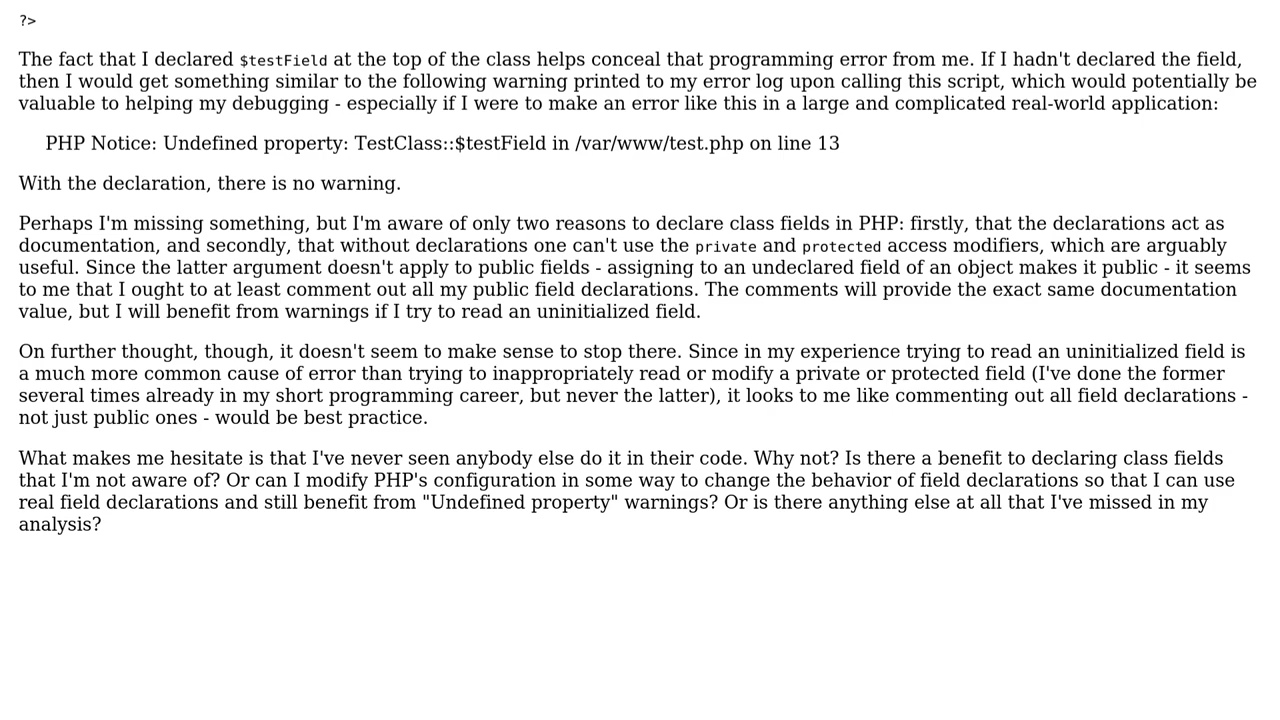 ?>
The fact that I declared $testField at the top of the class helps conceal that programming error from me. If I hadn't declared the field,
then I would get something similar to the following warning printed to my error log upon calling this script, which would potentially be
valuable to helping my debugging - especially if I were to make an error like this in a large and complicated real-world application:
PHP Notice: Undefined property: TestClass::$testField in /var/www/test.php on line 13
With the declaration, there is no warning.
Perhaps I'm missing something, but I'm aware of only two reasons to declare class fields in PHP: firstly, that the declarations act as
documentation, and secondly, that without declarations one can't use the private and protected access modifiers, which are arguably
useful. Since the latter argument doesn't apply to public fields - assigning to an undeclared field of an object makes it public - it seems
to me that I ought to at least comment out all my public field declarations. The comments will provide the exact same documentation
value, but I will benefit from warnings if I try to read an uninitialized field.
On further thought, though, it doesn't seem to make sense to stop there. Since in my experience trying to read an uninitialized field is
a much more common cause of error than trying to inappropriately read or modify a private or protected field (I've done the former
several times already in my short programming career, but never the latter), it looks to me like commenting out all field declarations -
not just public ones - would be best practice.
What makes me hesitate is that I've never seen anybody else do it in their code. Why not? Is there a benefit to declaring class fields
that I'm not aware of? Or can I modify PHP's configuration in some way to change the behavior of field declarations so that I can use
real field declarations and still benefit from "Undefined property" warnings? Or is there anything else at all that I've missed in my
analysis?